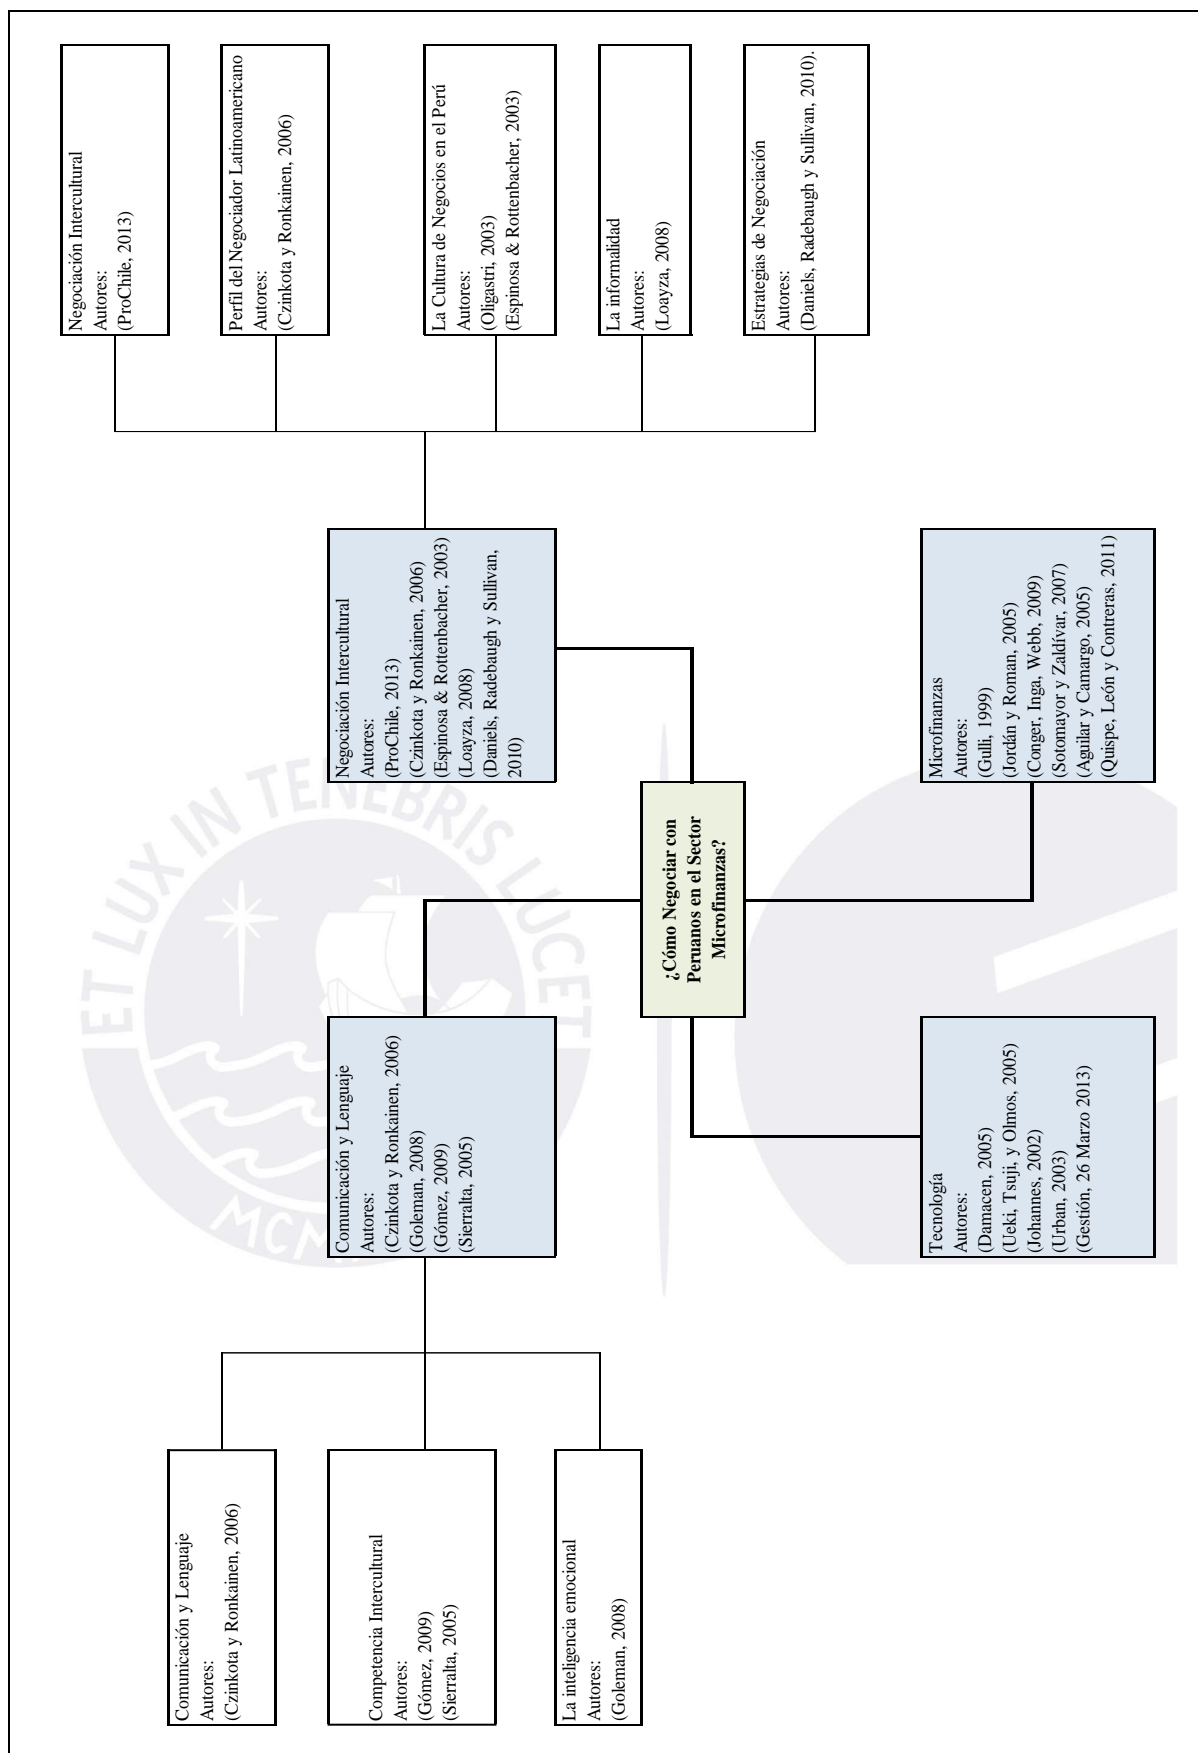 Comunicación y Lenguaje
Autores:
(Czinkota y Ronkainen, 2006)
Competencia Intercultural
Autores:
(Gómez, 2009)
(Sierralta, 2005)
La inteligencia emocional
Autores:
(Goleman, 2008)
Comunicación y Lenguaje
Autores:
(Czinkota y Ronkainen, 2006)
(Goleman, 2008)
(Gómez, 2009)
(Sierralta, 2005)
¿Cómo Negociar con
Peruanos en el Sector
Microfinanzas?
Tecnología
Autores:
(Damacen, 2005)
(Ueki, Tsuji, y Olmos, 2005)
(Johannes, 2002)
(Urban, 2003)
(Gestión, 26 Marzo 2013)
Negociación Intercultural
Autores:
(ProChile, 2013)
(Czinkota y Ronkainen, 2006)
(Espinosa & Rottenbacher, 2003)
(Loayza, 2008)
(Daniels, Radebaugh y Sullivan,
2010)
Microfinanzas
Autores:
(Gulli, 1999)
(Jordán y Roman, 2005)
(Conger, Inga, Webb, 2009)
(Sotomayor y Zaldívar, 2007)
(Aguilar y Camargo, 2005)
(Quispe, León y Contreras, 2011)
Negociación Intercultural
Autores:
(ProChile, 2013)
Perfil del Negociador Latinoamericano
Autores:
(Czinkota y Ronkainen, 2006)
La Cultura de Negocios en el Perú
Autores:
(Oligastri, 2003)
(Espinosa & Rottenbacher, 2003)
La informalidad
Autores:
(Loayza, 2008)
Estrategias de Negociación
Autores:
(Daniels, Radebaugh y Sullivan, 2010).
ET LUX IN TENEBRIS LUCET